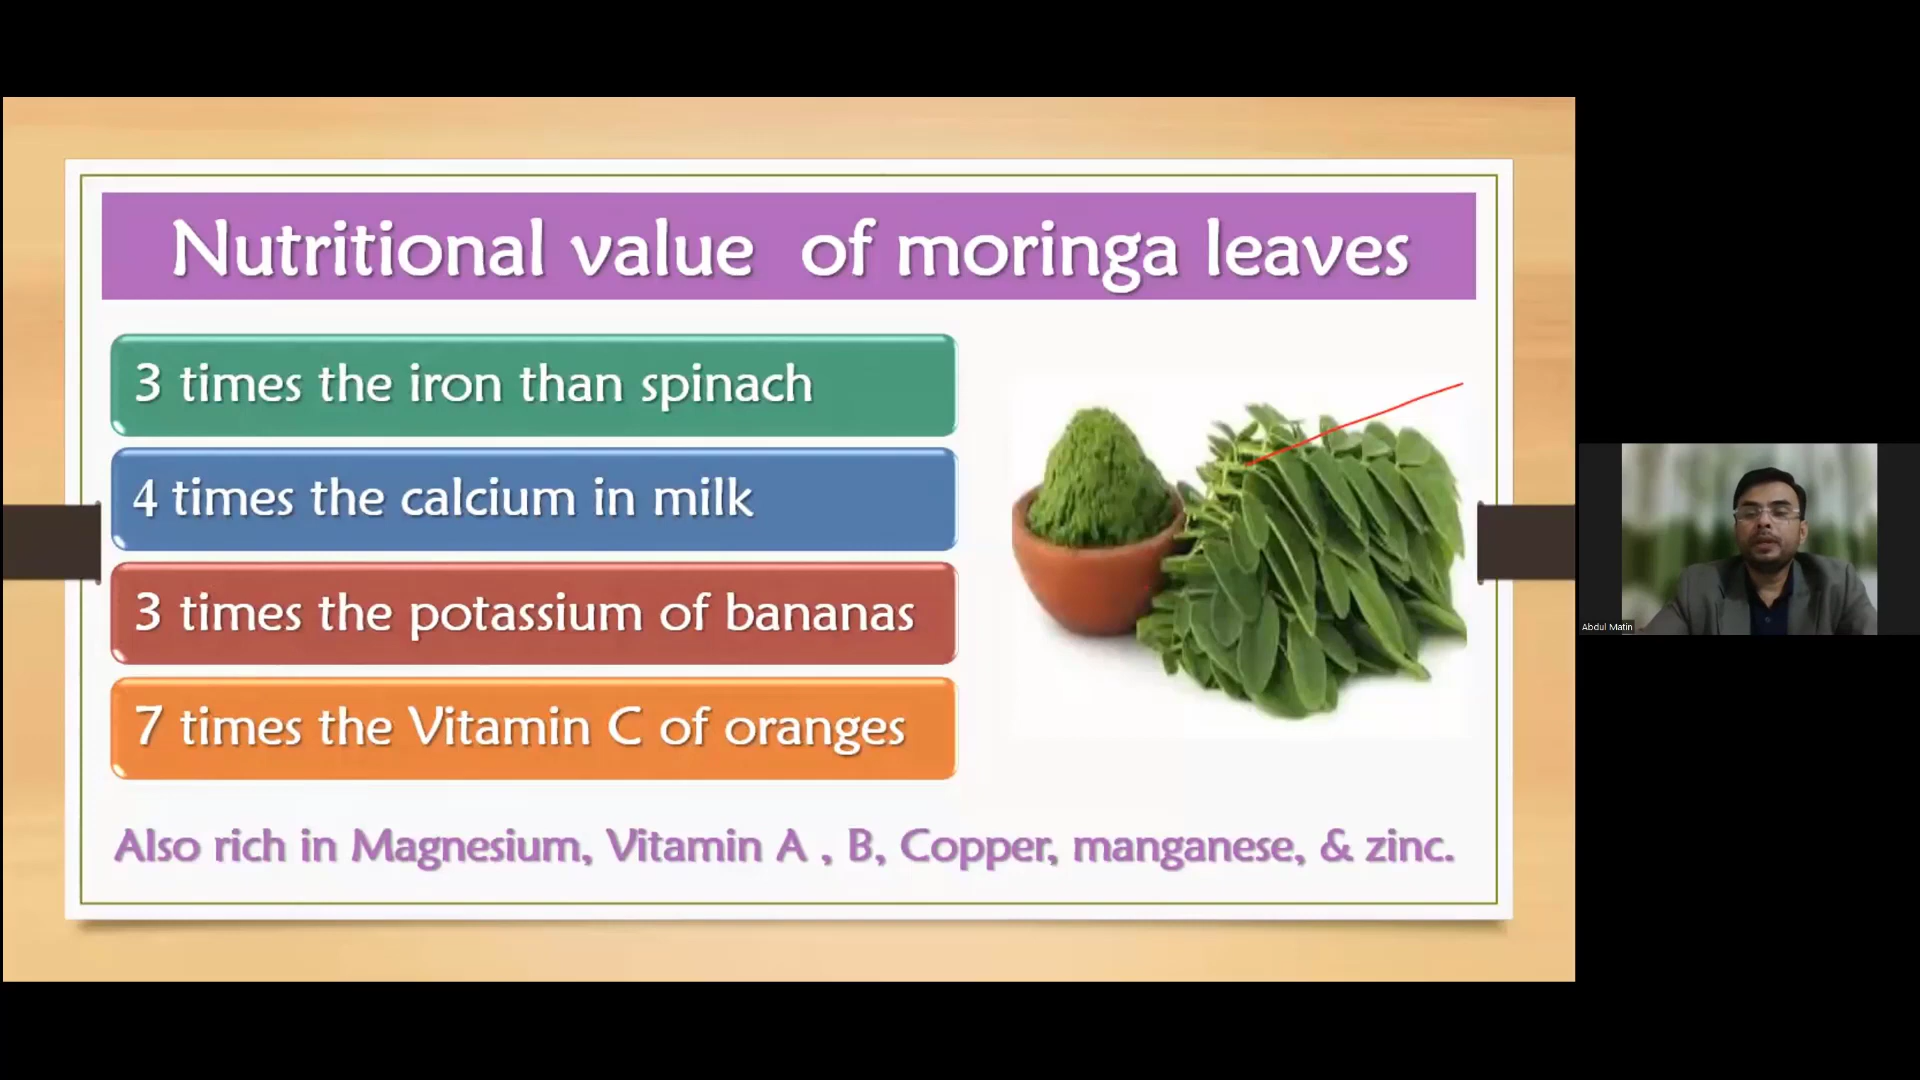 Nutritional value of moringa leaves
3 times the iron than spinach
4 times the calcium in milk
3 times the potassium of bananas
7 times the Vitamin C of oranges
Also rich in Magnesium, Vitamin A , B, Copper, manganese, & zinc.
Abdul Matin